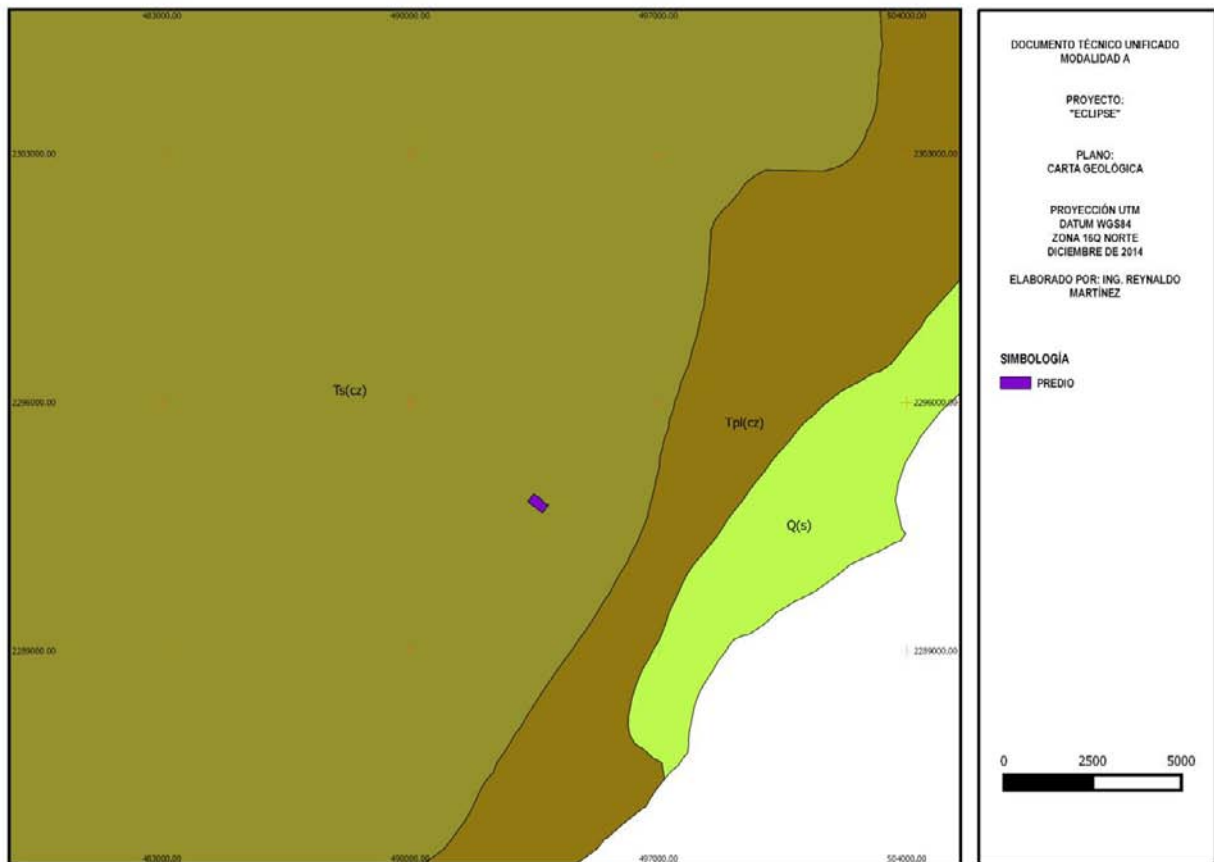 483000.00
490000.00
497000.00
504000.00
2303000.00
2303000.00
Ts(cz)
2296000.00
2296000.00
Tpl(cz)
Q(s)
2289000.00
2289000.00
483000.00
490000.00
497000.00
504000.00
DOCUMENTO TÉCNICO UNIFICADO
MODALIDAD A
PROYECTO:
"ECLIPSE"
PLANO:
CARTA GEOLÓGICA
PROYECCIÓN UTM
DATUM WGS84
ZONA 16Q NORTE
DICIEMBRE DE 2014
ELABORADO POR: ING. REYNALDO
MARTÍNEZ
SIMBOLOGÍA
PREDIO
0 2500 5000